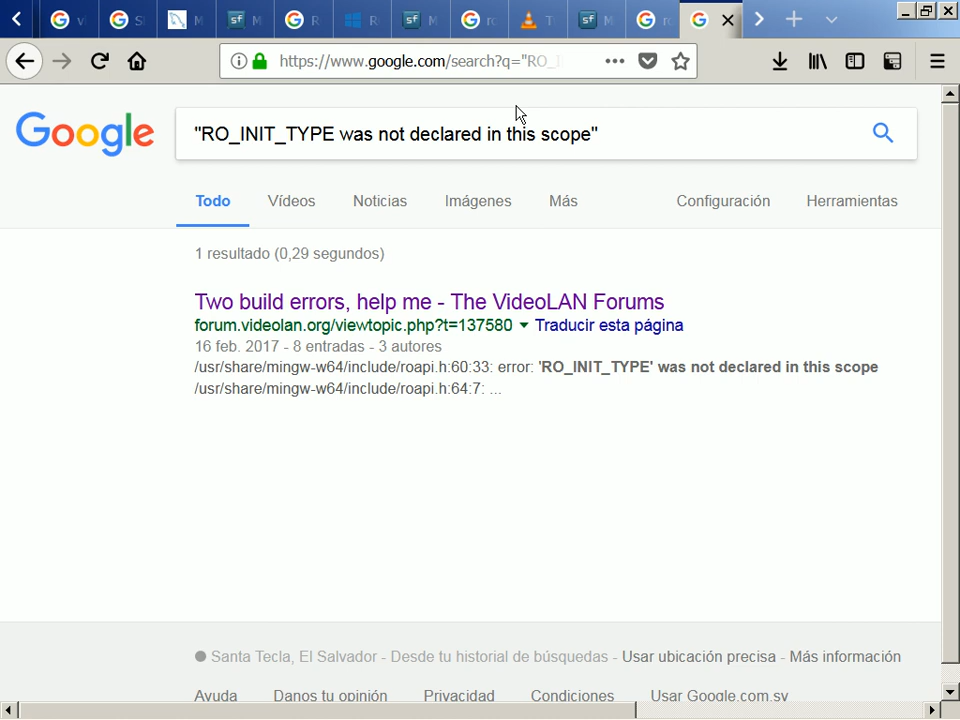 https://www.google.com/search?q="RO_I
Google
"RO_INIT_TYPE was not declared in this scope"
Todo
Vídeos
Noticias
Imágenes
Más
Configuración
Herramientas
1 resultado (0,29 segundos)
Two build errors, help me - The VideoLAN Forums
forum.videolan.org/viewtopic.php?t=137580 Traducir esta página
16 feb. 2017 - 8 entradas - 3 autores
/usr/share/mingw-w64/include/roapi.h:60:33: error: 'RO_INIT_TYPE' was not declared in this scope
/usr/share/mingw-w64/include/roapi.h:64:7: ...
Santa Tecla, El Salvador - Desde tu historial de búsquedas - Usar ubicación precisa - Más información
Ayuda
Danos tu opinión
Privacidad
Condiciones
Usar Google.com.sv